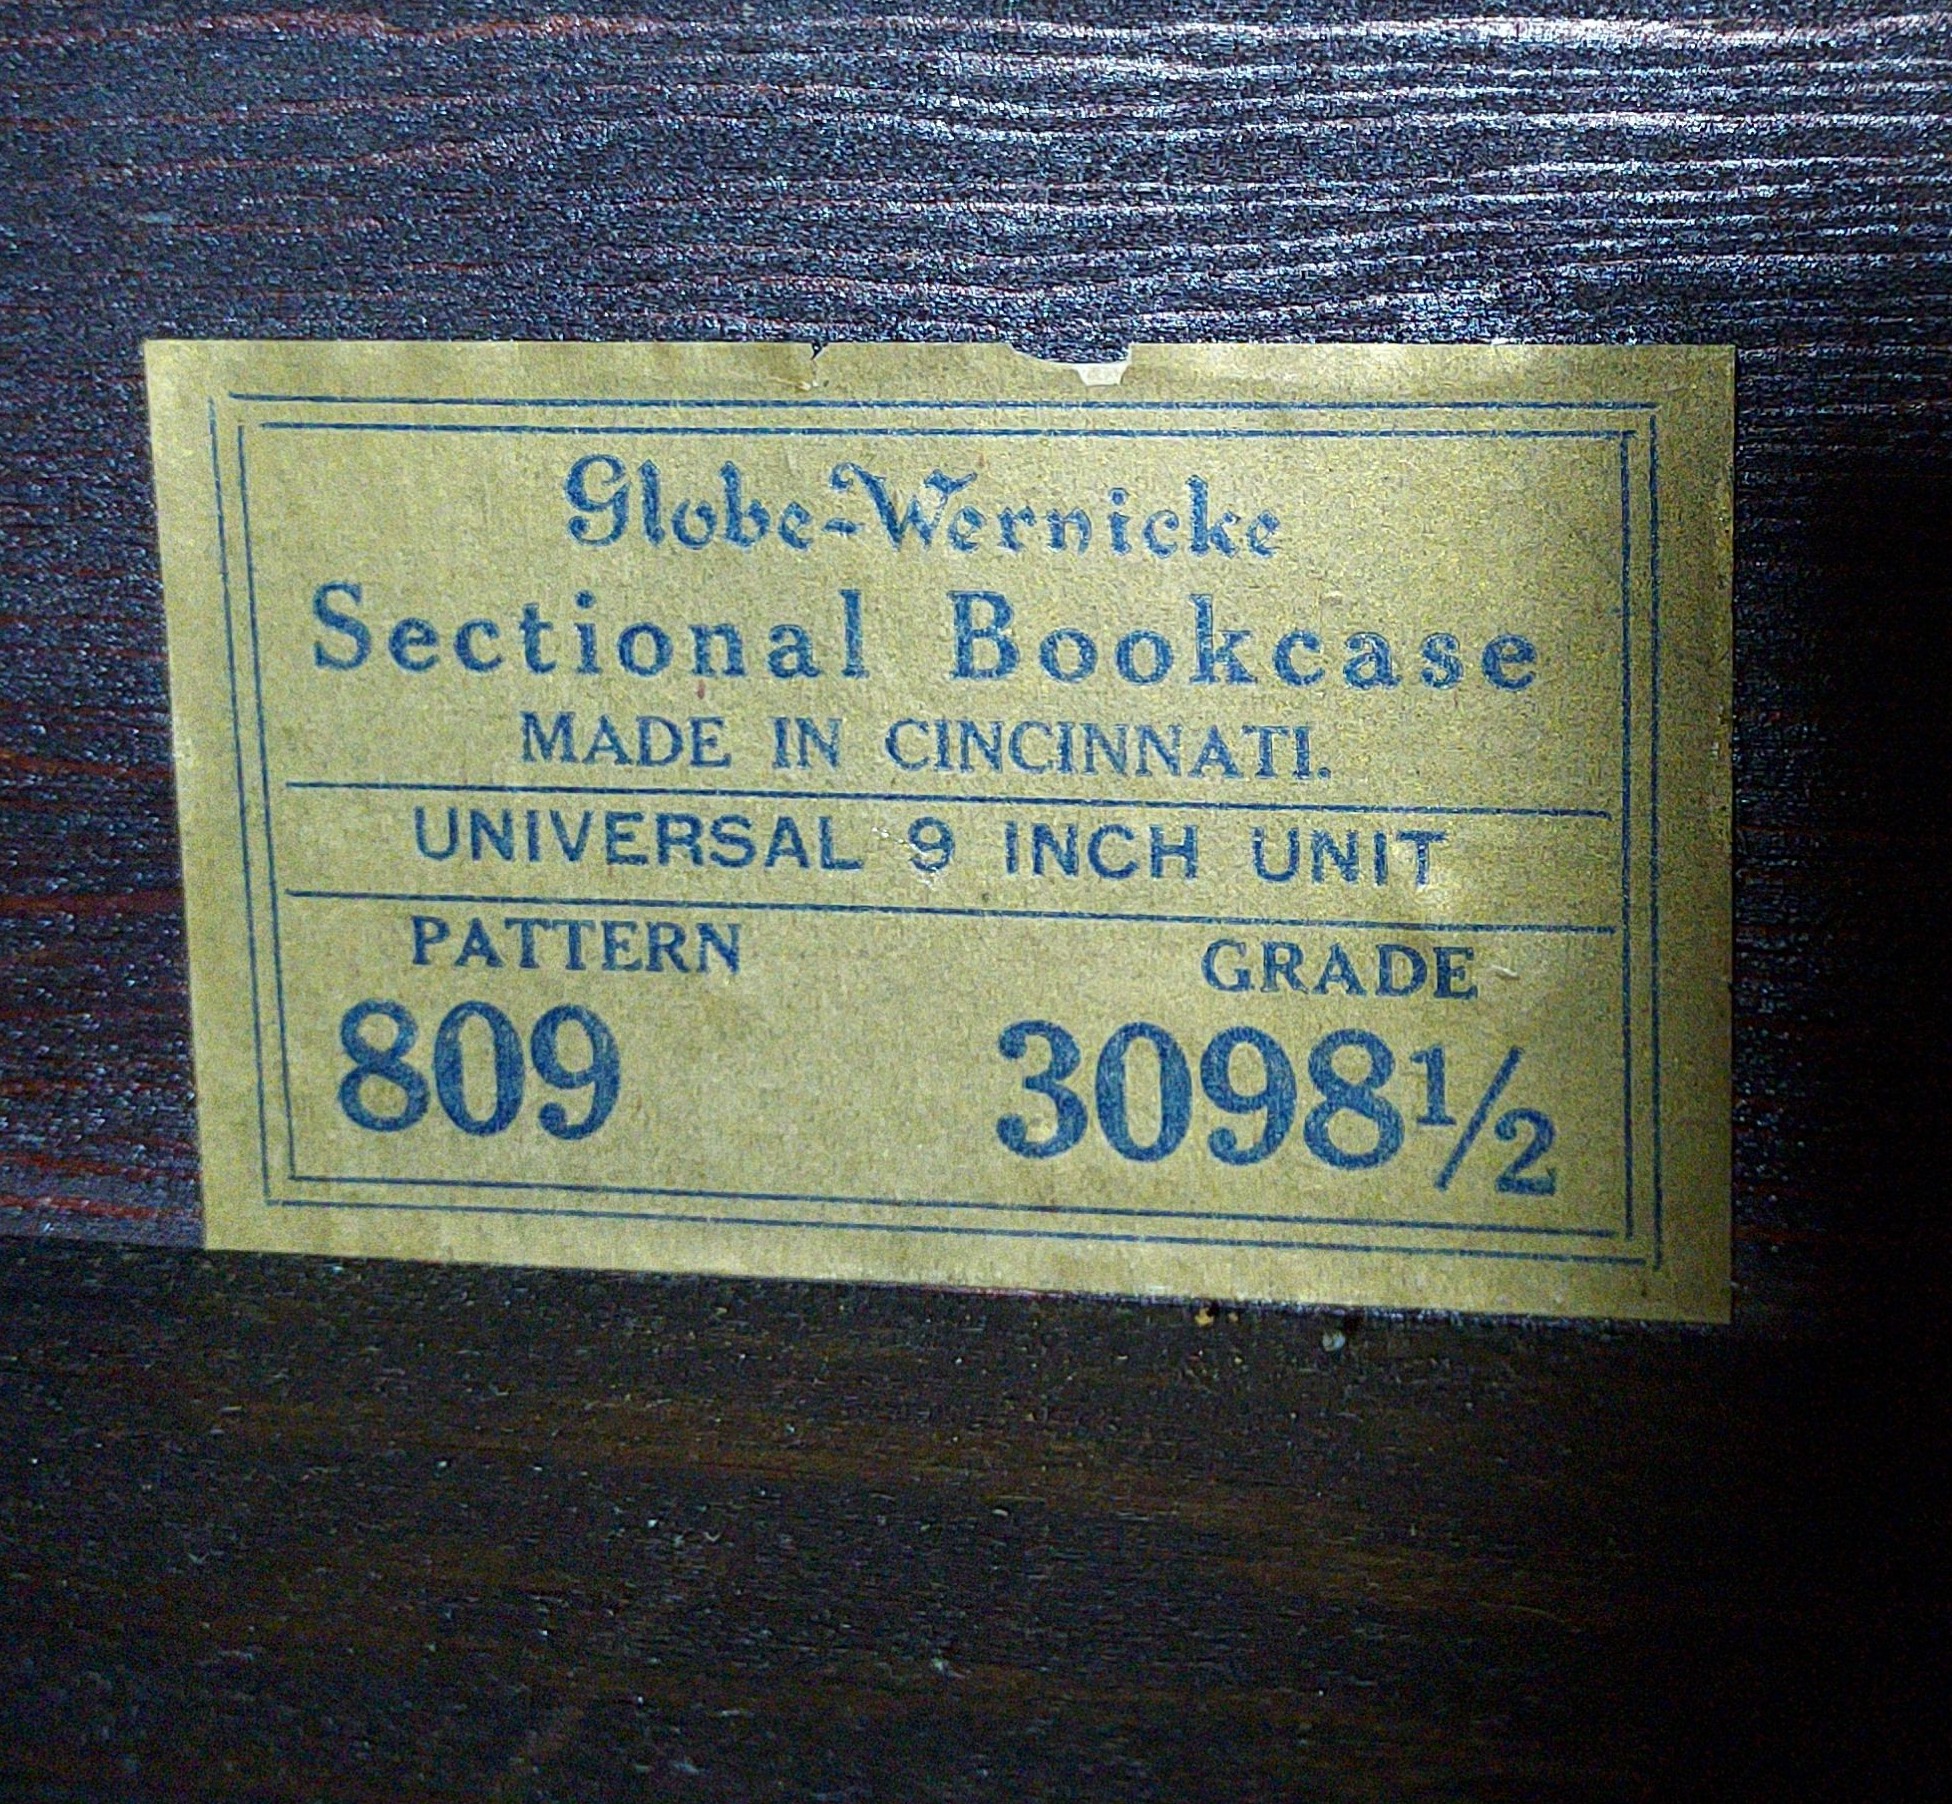 Globe-Wernicke
Sectional Bookcase
MADE IN CINCINNATI.
UNIVERSAL 9 INCH UNIT
PATTERN GRADE
809 3098½